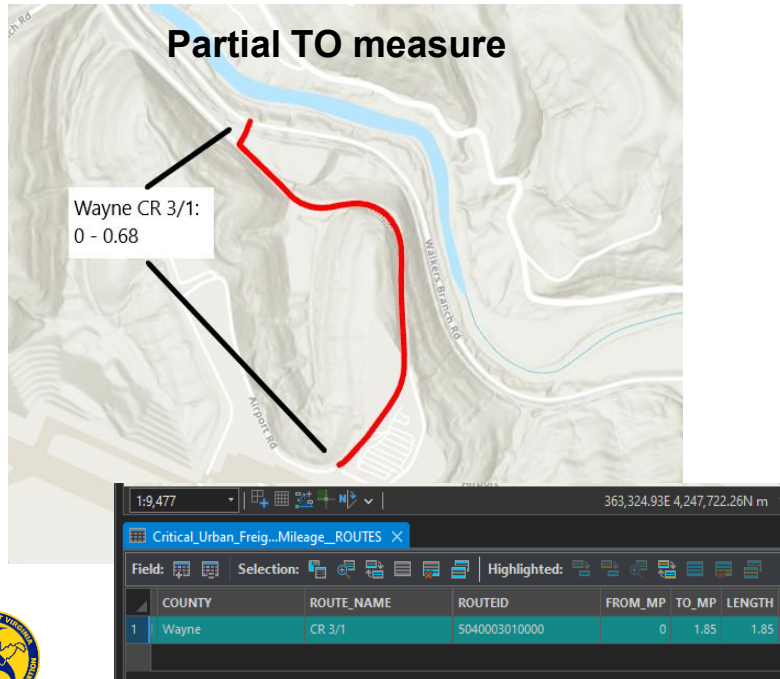 Partial TO measure
Wayne CR 3/1:
0 - 0.68
Walkers Branch Rd
Airport Rd
1:9,477
363,324.93E 4,247,722.26N m
Critical_Urban_Freig...Mileage__ROUTES
Field:
Selection:
Highlighted:
COUNTY ROUTE_NAME ROUTEID FROM_MP TO_MP LENGTH
1 Wayne CR 3/1 5040003010000 0 1.85 1.85
VIRGINIA